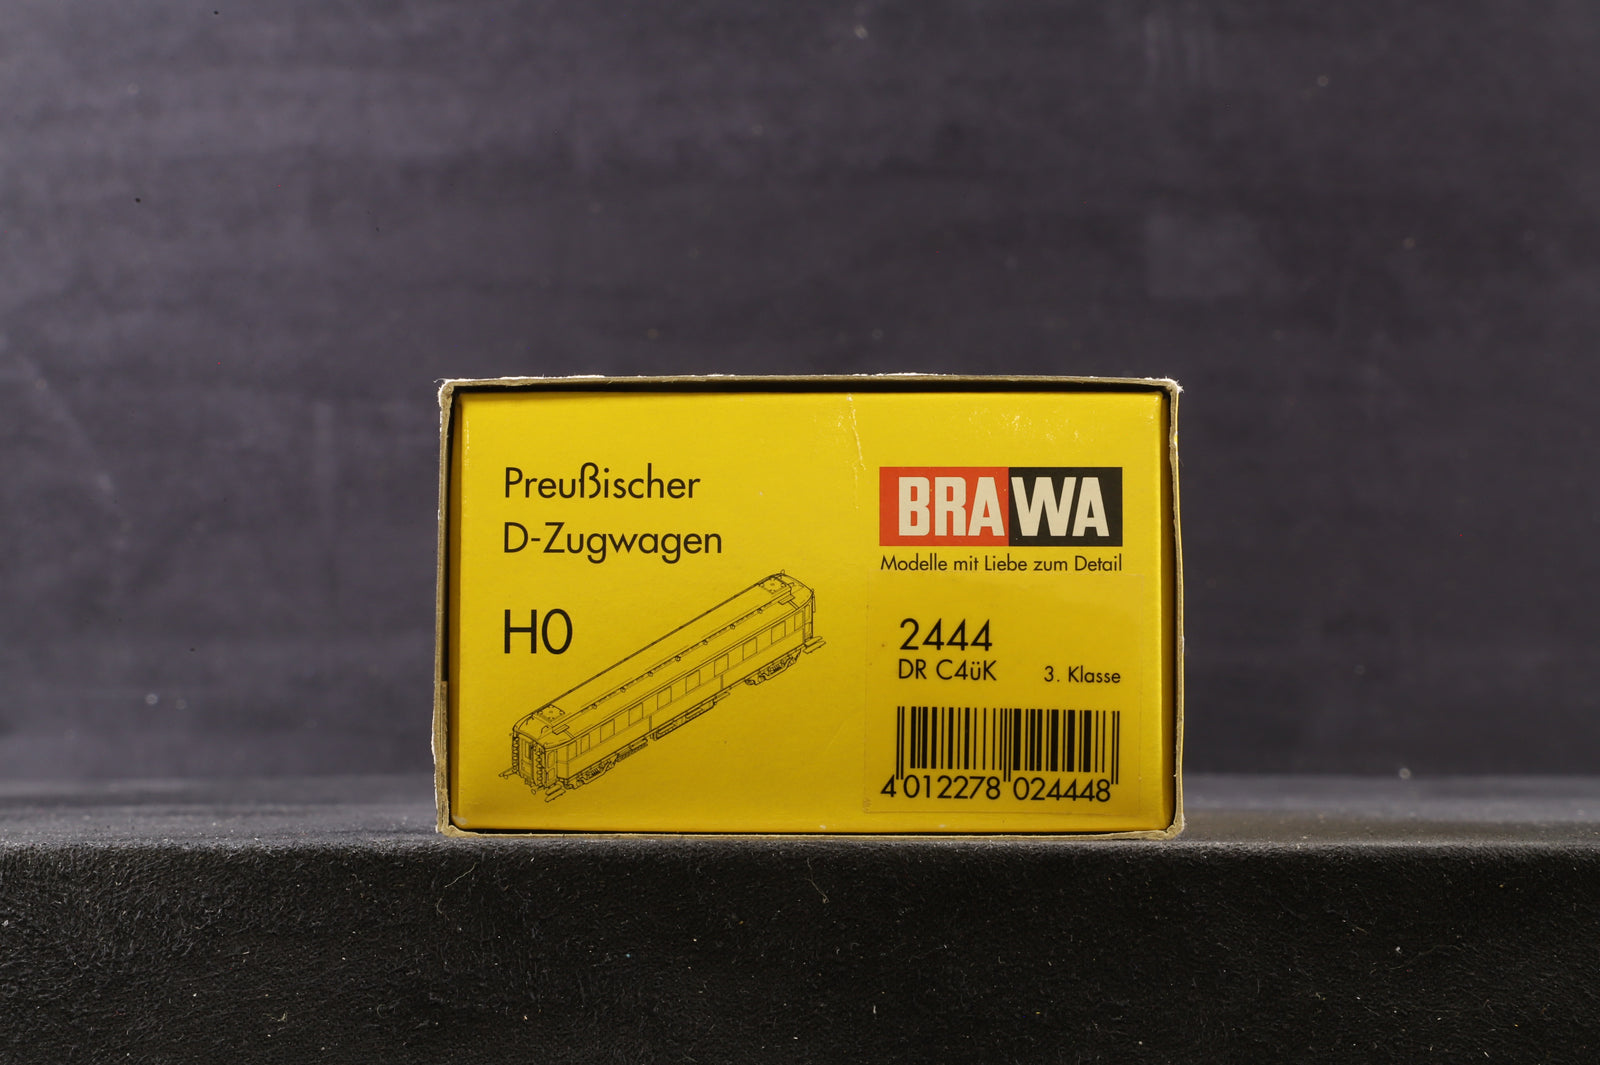 Preußischer
D-Zugwagen
H0
BRAWA
Modelle mit Liebe zum Detail
2444
DR C4üK 3. Klasse
4 012278 024448